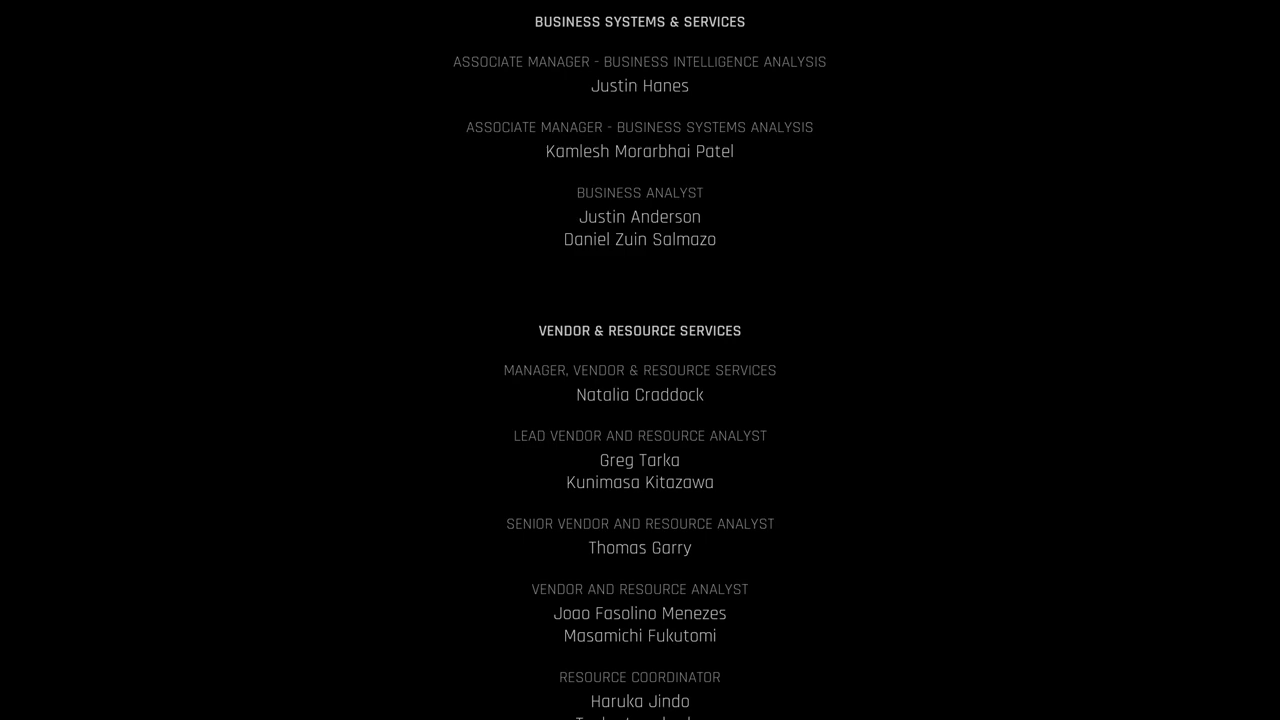 BUSINESS SYSTEMS & SERVICES
ASSOCIATE MANAGER - BUSINESS INTELLIGENCE ANALYSIS
Justin Hanes
ASSOCIATE MANAGER - BUSINESS SYSTEMS ANALYSIS
Kamlesh Morarbhai Patel
BUSINESS ANALYST
Justin Anderson
Daniel Zuin Salmazo
VENDOR & RESOURCE SERVICES
MANAGER, VENDOR & RESOURCE SERVICES
Natalia Craddock
LEAD VENDOR AND RESOURCE ANALYST
Greg Tarka
Kunimasa Kitazawa
SENIOR VENDOR AND RESOURCE ANALYST
Thomas Garry
VENDOR AND RESOURCE ANALYST
Joao Fasolino Menezes
Masamichi Fukutomi
RESOURCE COORDINATOR
Haruka Jindo